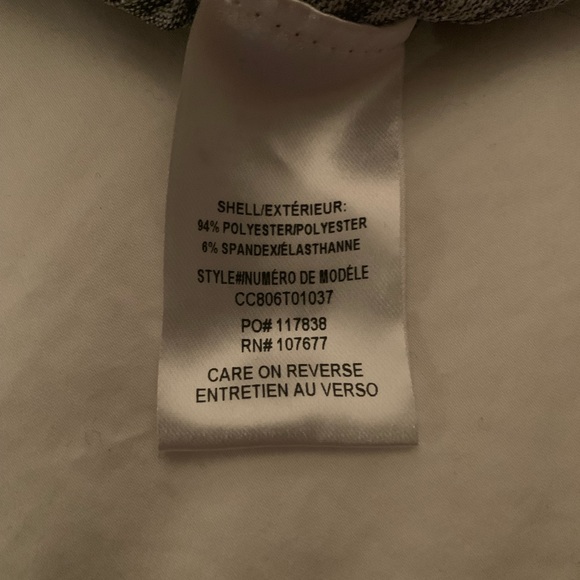 SHELL/EXTÉRIEUR:
94% POLYESTER/POLYESTER
6% SPANDEX/ÉLASTHANNE
STYLE#/NUMÉRO DE MODÈLE
CC806T01037
PO# 117838
RN# 107677
CARE ON REVERSE
ENTRETIEN AU VERSO